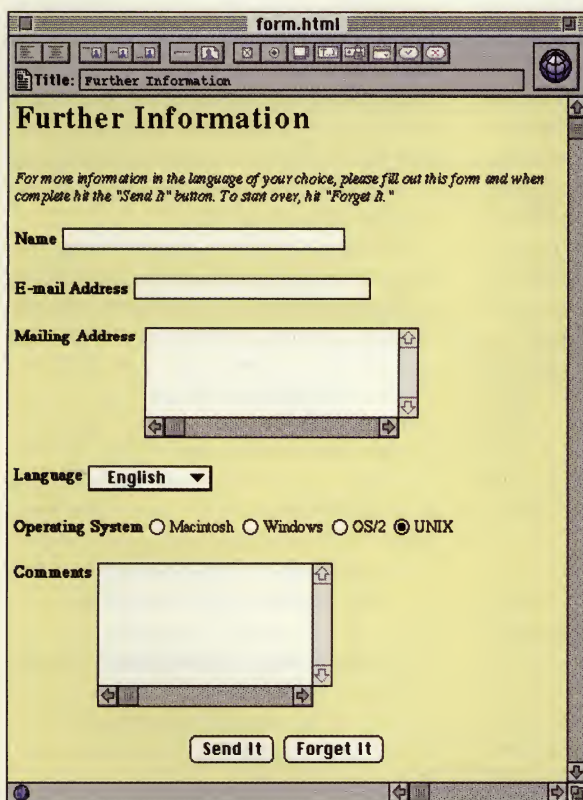 form.html
Title: Further Information
Further Information
For more information in the language of your choice, please fill out this form and when
complete hit the "Send It" button. To start over, hit "Forget It."
Name
E-mail Address
Mailing Address
Language English
Operating System Macintosh Windows OS/2 UNIX
Comments
Send It Forget It